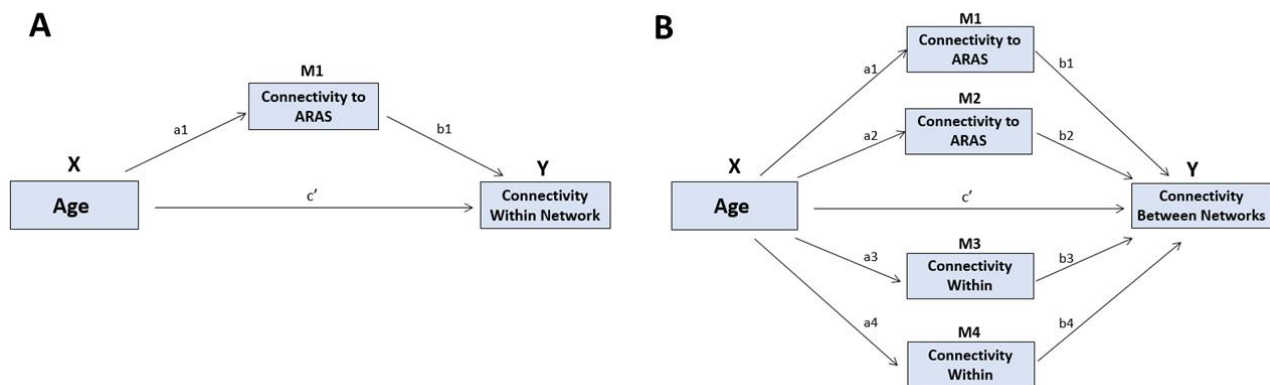 A
M1
Connectivity to
ARAS
a1
b1
X
Y
Age
c'
Connectivity
Within Network
B
M1
Connectivity to
ARAS
a1
b1
M2
Connectivity to
ARAS
a2
b2
X
Y
Age
c'
Connectivity
Between Networks
M3
Connectivity
Within
a3
b3
a4
b4
M4
Connectivity
Within